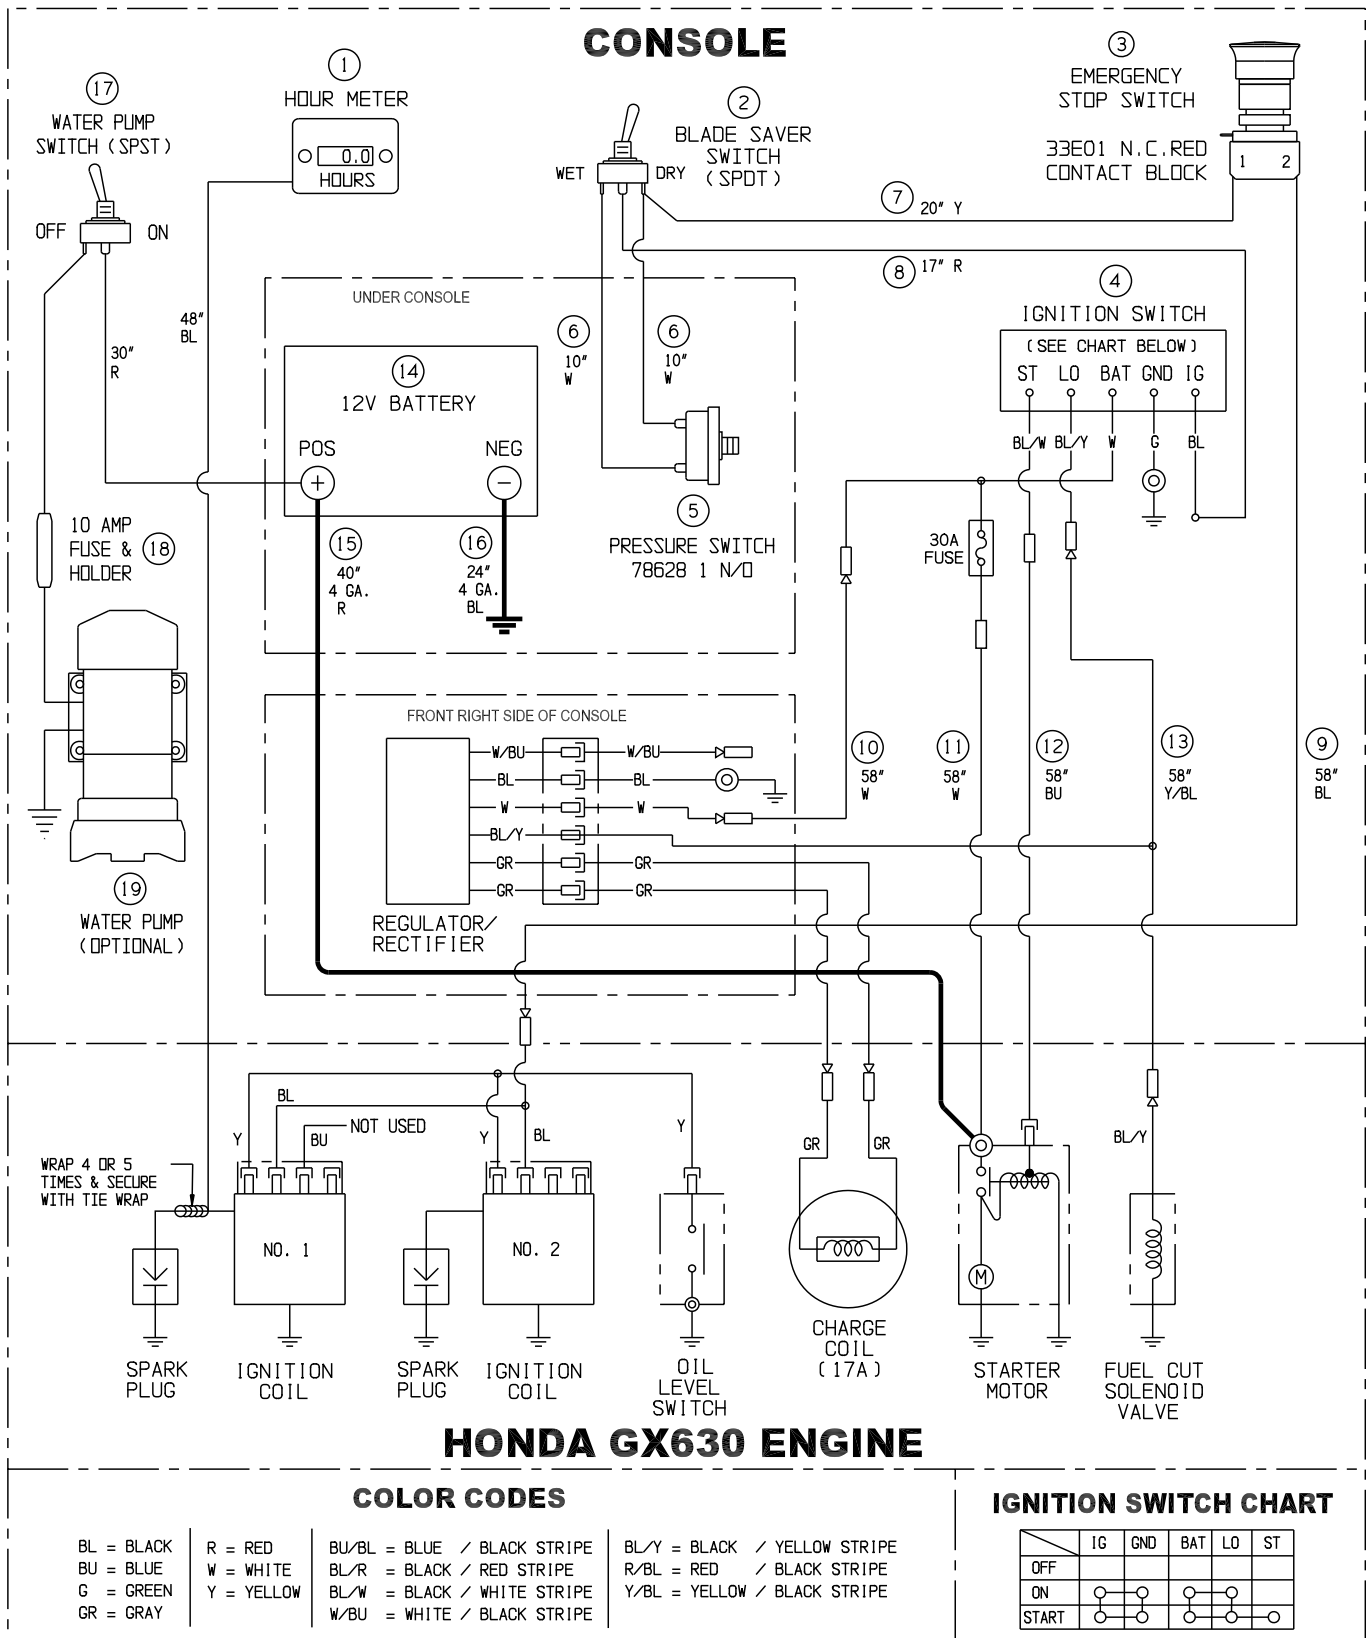 CONSOLE
17
WATER PUMP
SWITCH (SPST)
OFF
ON
1
HOUR METER
0.0
HOURS
2
BLADE SAVER
SWITCH
(SPDT)
WET
DRY
3
EMERGENCY
STOP SWITCH
33E01 N.C.RED
CONTACT BLOCK
1 2
7
20" Y
8
17" R
4
IGNITION SWITCH
(SEE CHART BELOW)
ST LO BAT GND IG
BL/W BL/Y W G BL
48"
BL
30"
R
UNDER CONSOLE
14
12V BATTERY
POS
NEG
+
−
6
10"
W
6
10"
W
5
PRESSURE SWITCH
78628 1 N/O
15
40"
4 GA.
R
16
24"
4 GA.
BL
10 AMP
FUSE &
HOLDER
18
30A
FUSE
19
WATER PUMP
(OPTIONAL)
FRONT RIGHT SIDE OF CONSOLE
W/BU W/BU
BL BL
W W
BL/Y
GR GR
GR GR
REGULATOR/
RECTIFIER
10
58"
W
11
58"
W
12
58"
BU
13
58"
Y/BL
9
58"
BL
Y
BL
BU
NOT USED
Y
BL
Y
GR
GR
BL/Y
WRAP 4 OR 5
TIMES & SECURE
WITH TIE WRAP
NO. 1
NO. 2
M
SPARK
PLUG
IGNITION
COIL
SPARK
PLUG
IGNITION
COIL
OIL
LEVEL
SWITCH
CHARGE
COIL
(17A)
STARTER
MOTOR
FUEL CUT
SOLENOID
VALVE
HONDA GX630 ENGINE
COLOR CODES
BL = BLACK
BU = BLUE
G = GREEN
GR = GRAY
R = RED
W = WHITE
Y = YELLOW
BU/BL = BLUE / BLACK STRIPE
BL/R = BLACK / RED STRIPE
BL/W = BLACK / WHITE STRIPE
W/BU = WHITE / BLACK STRIPE
BL/Y = BLACK / YELLOW STRIPE
R/BL = RED / BLACK STRIPE
Y/BL = YELLOW / BLACK STRIPE
IGNITION SWITCH CHART
IG GND BAT LO ST
OFF
ON
START